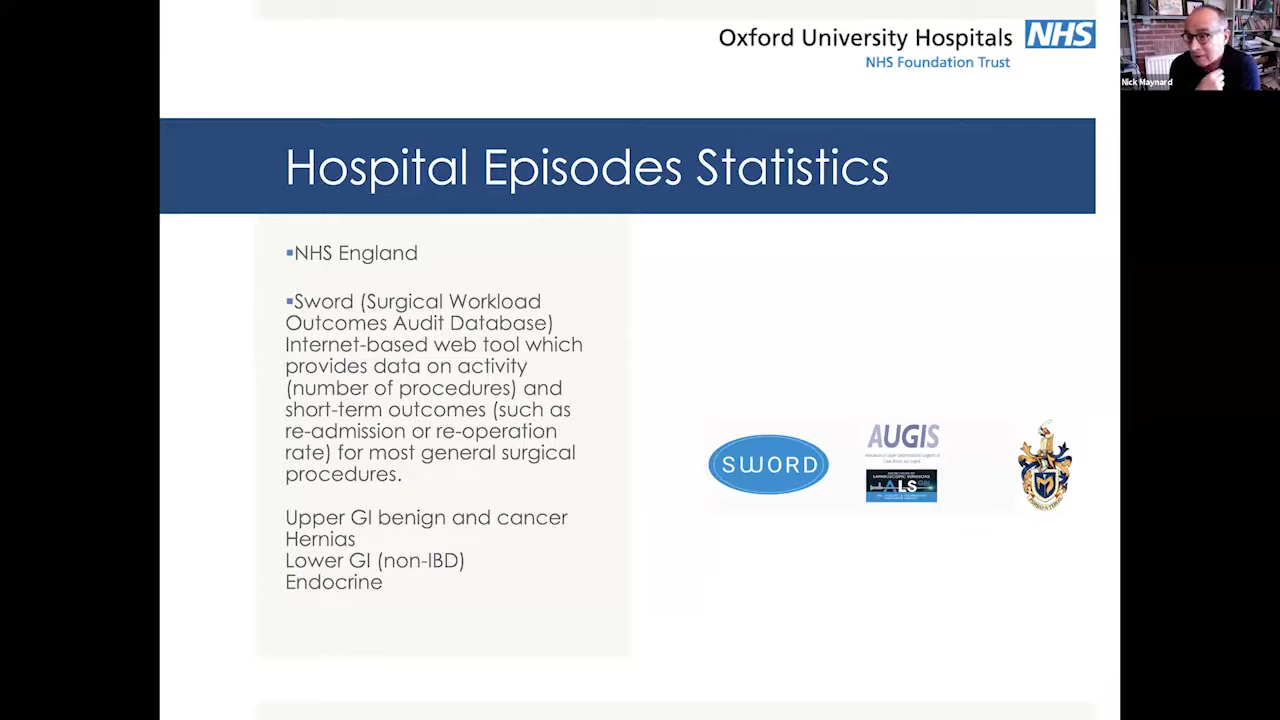 Oxford University Hospitals NHS
NHS Foundation Trust
Nick Maynard
Hospital Episodes Statistics
▪NHS England
▪Sword (Surgical Workload
Outcomes Audit Database)
Internet-based web tool which
provides data on activity
(number of procedures) and
short-term outcomes (such as
re-admission or re-operation
rate) for most general surgical
procedures.
Upper GI benign and cancer
Hernias
Lower GI (non-IBD)
Endocrine
SWORD
AUGIS
ALS